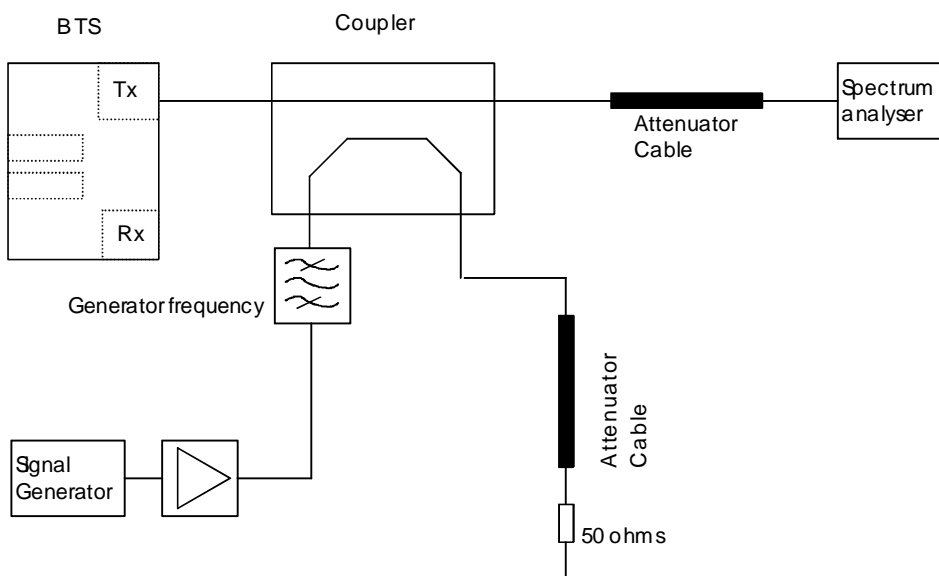 BTS
Coupler
Tx
Spectrum
analyser
Attenuator
Cable
Rx
Generator frequency
Attenuator
Cable
Signal
Generator
50 ohms